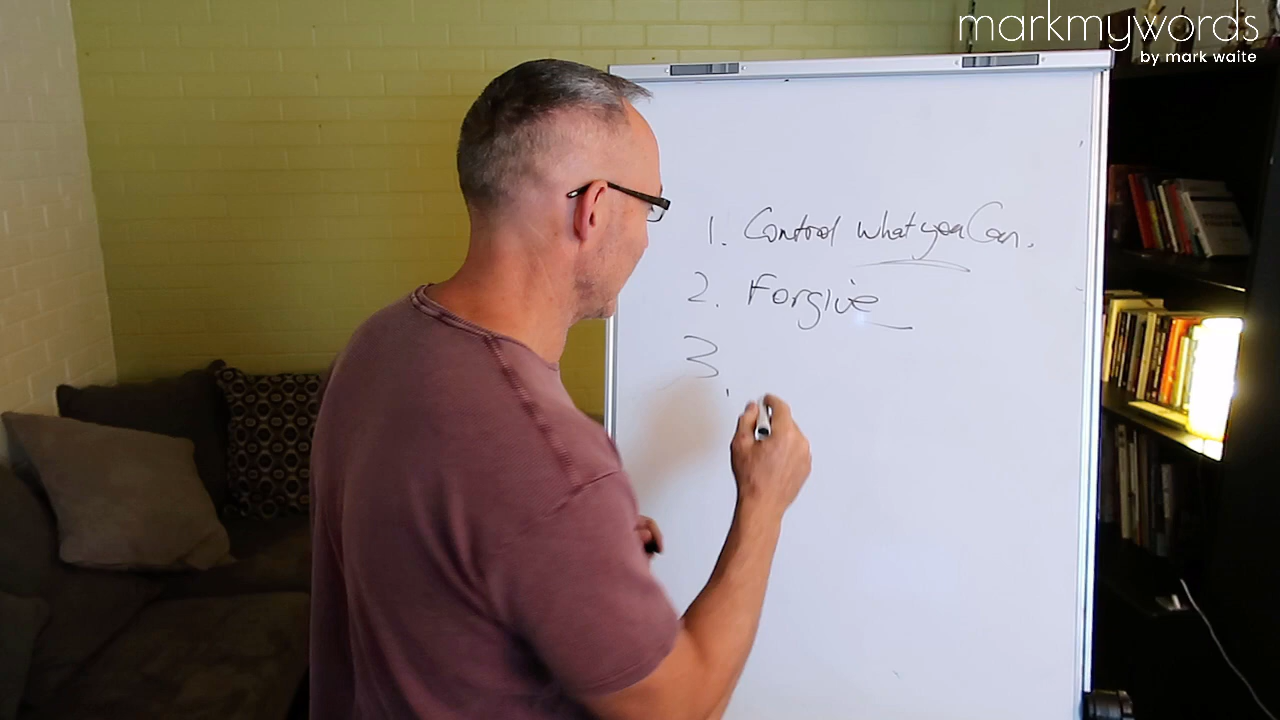 markmywords
by mark waite
1. Control what you Can.
2. Forgive
3.